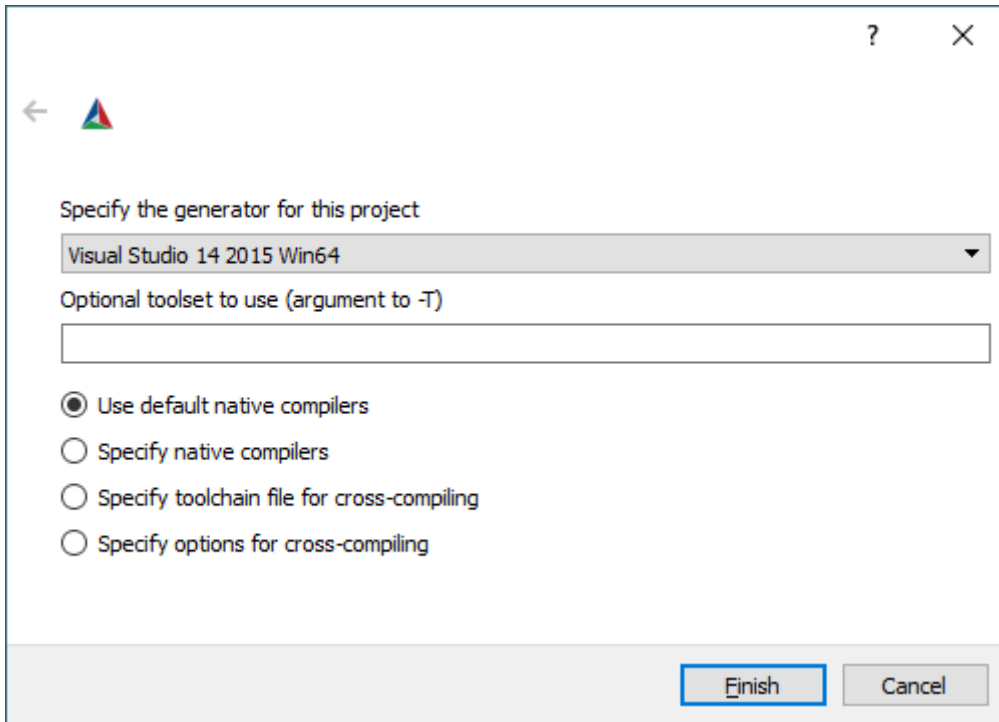 ?
Specify the generator for this project
Visual Studio 14 2015 Win64
Optional toolset to use (argument to -T)
Use default native compilers
Specify native compilers
Specify toolchain file for cross-compiling
Specify options for cross-compiling
Finish Cancel